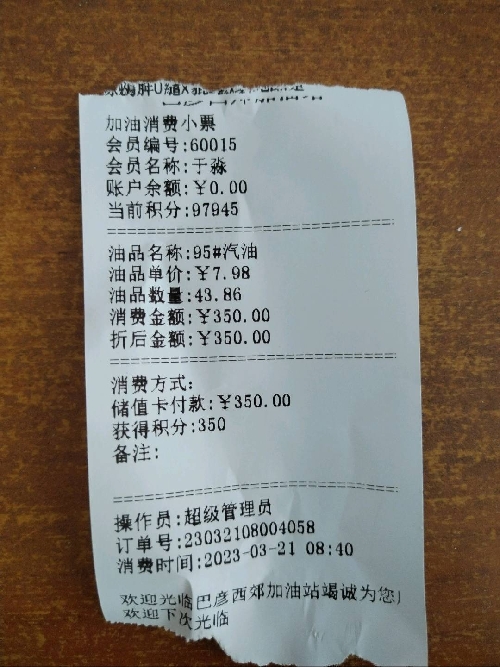 加油消费小票
会员编号:60015
会员名称:于淼
账户余额:￥0.00
当前积分:97945
油品名称:95#汽油
油品单价:￥7.98
油品数量:43.86
消费金额:￥350.00
折后金额:￥350.00
消费方式:
储值卡付款:￥350.00
获得积分:350
备注:
操作员:超级管理员
订单号:23032108004058
消费时间:2023-03-21 08:40
欢迎光临巴彦西郊加油站竭诚为您
欢迎下次光临